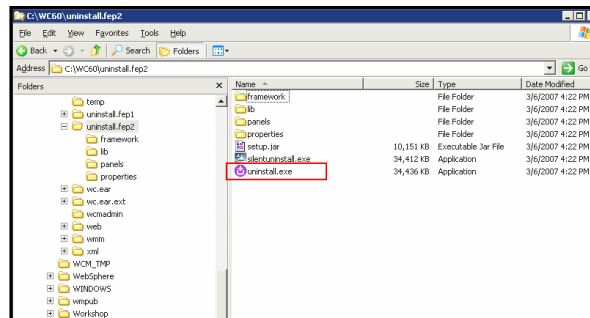 C:\WC60\uninstall.fep2
File Edit View Favorites Tools Help
Back Search Folders
Address C:\WC60\uninstall.fep2 Go
Folders
temp
uninstall.fep1
uninstall.fep2
framework
lib
panels
properties
wc.ear
wc.ear.ext
wcmadmin
web
wmm
xml
WCM_TMP
WebSphere
WINDOWS
wmpub
Workshop
Name Size Type Date Modified
framework File Folder 3/6/2007 4:22 PM
lib File Folder 3/6/2007 4:22 PM
panels File Folder 3/6/2007 4:22 PM
properties File Folder 3/6/2007 4:22 PM
setup.jar 10,151 KB Executable Jar File 3/6/2007 4:22 PM
silentuninstall.exe 34,412 KB Application 3/6/2007 4:22 PM
uninstall.exe 34,436 KB Application 3/6/2007 4:22 PM